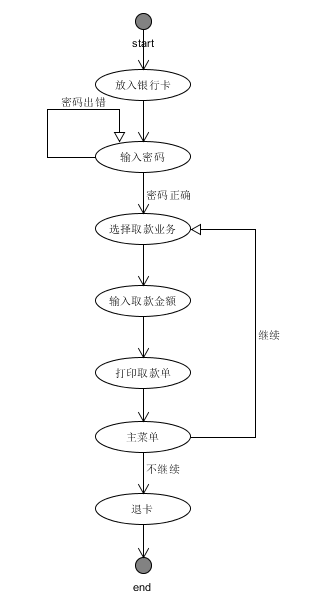 start
放入银行卡
密码出错
输入密码
密码正确
选择取款业务
输入取款金额
继续
打印取款单
主菜单
不继续
退卡
end